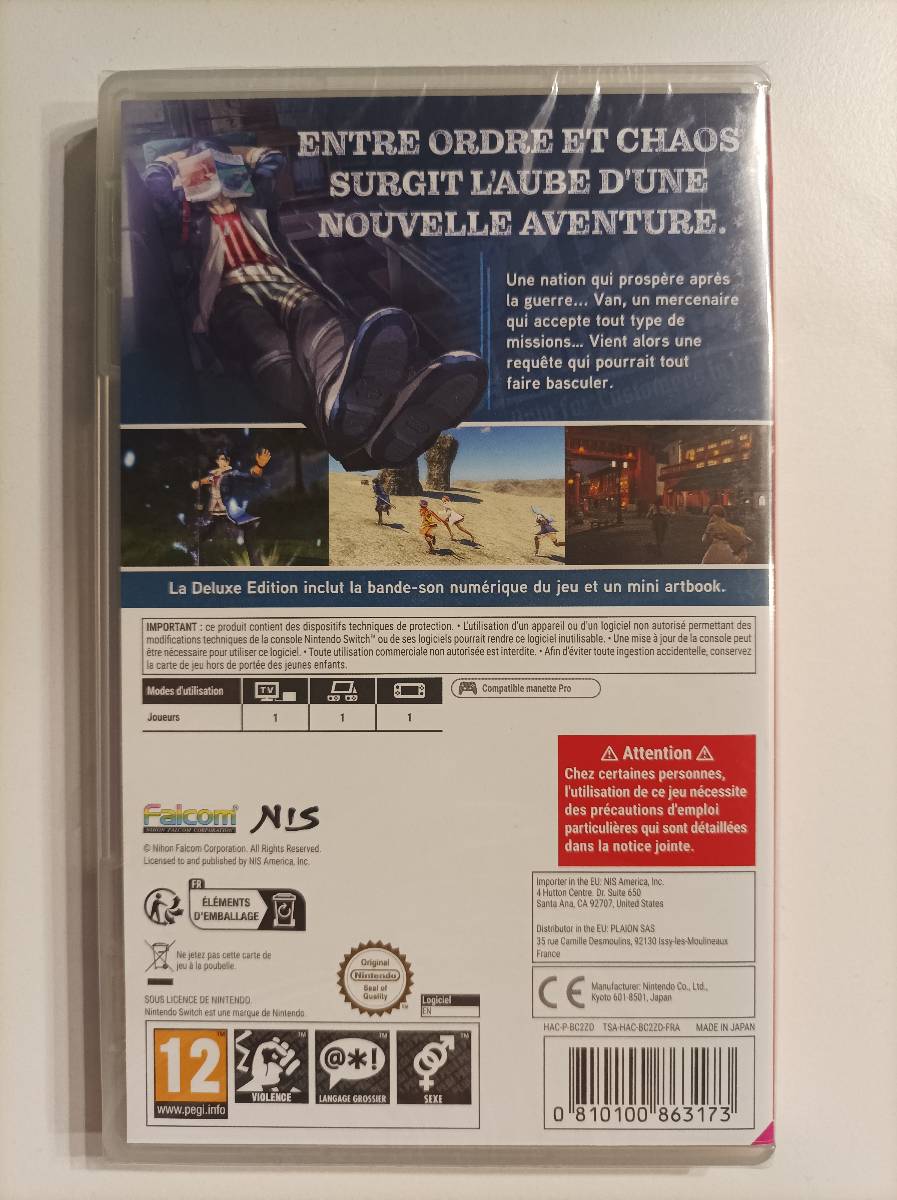 ENTRE ORDRE ET CHAOS
SURGIT L'AUBE D'UNE
NOUVELLE AVENTURE.
Une nation qui prospère après
la guerre... Van, un mercenaire
qui accepte tout type de
missions... Vient alors une
requête qui pourrait tout
faire basculer.
La Deluxe Edition inclut la bande-son numérique du jeu et un mini artbook.
IMPORTANT : ce produit contient des dispositifs techniques de protection. • L'utilisation d'un appareil ou d'un logiciel non autorisé permettant des
modifications techniques de la console Nintendo Switch™ ou de ses logiciels pourrait rendre ce logiciel inutilisable. • Une mise à jour de la console peut
être nécessaire pour utiliser ce logiciel. • Toute utilisation commerciale non autorisée est interdite. • Afin d'éviter toute ingestion accidentelle, conservez
la carte de jeu hors de portée des jeunes enfants.
Modes d'utilisation TV
Compatible manette Pro
Joueurs 1 1 1
Attention
Chez certaines personnes,
l'utilisation de ce jeu nécessite
des précautions d'emploi
particulières qui sont détaillées
dans la notice jointe.
Falcom NIS
NIHON FALCOM CORPORATION
© Nihon Falcom Corporation. All Rights Reserved.
Licensed to and published by NIS America, Inc.
FR
ÉLÉMENTS
D'EMBALLAGE
Ne jetez pas cette carte de
jeu à la poubelle.
Importer in the EU: NIS America, Inc.
4 Hutton Centre. Dr. Suite 650
Santa Ana, CA 92707, United States
Distributor in the EU: PLAION SAS
35 rue Camille Desmoulins, 92130 Issy-les-Moulineaux
France
CE
Manufacturer: Nintendo Co., Ltd.,
Kyoto 601-8501, Japan
SOUS LICENCE DE NINTENDO.
Nintendo Switch est une marque de Nintendo.
Original
Nintendo
Seal of
Quality
TM
Logiciel
EN
HAC-P-BC2ZD TSA-HAC-BC2ZD-FRA MADE IN JAPAN
12
www.pegi.info
VIOLENCE
@*!
LANGAGE GROSSIER
SEXE
0 810100 863173